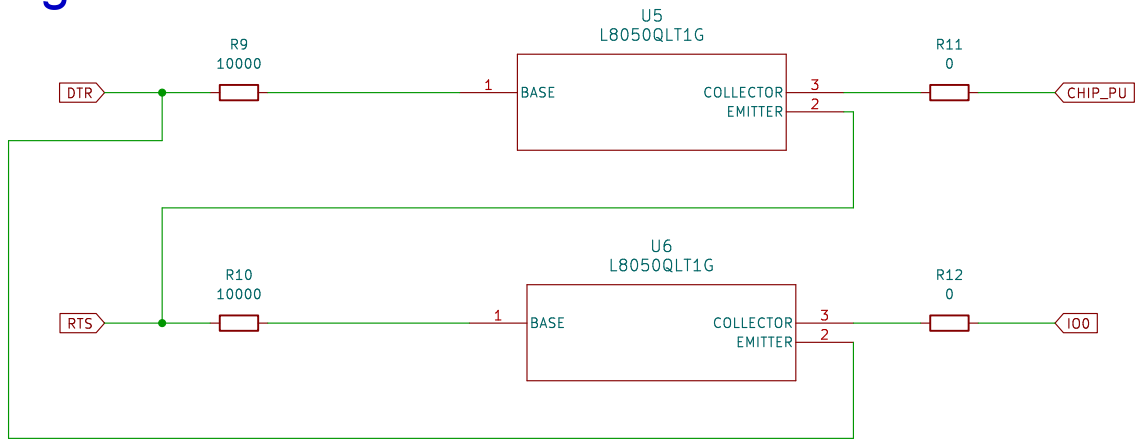 U5
L8050QLT1G
R9
10000
R11
0
DTR
1
BASE
COLLECTOR
3
CHIP_PU
EMITTER
2
U6
L8050QLT1G
R10
10000
R12
0
RTS
1
BASE
COLLECTOR
3
IO0
EMITTER
2